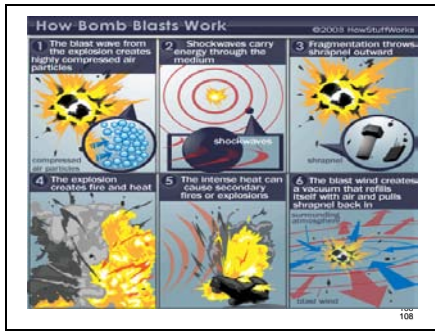 How Bomb Blasts Work
©2008 HowStuffWorks
1 The blast wave from
the explosion creates
highly compressed air
particles
compressed
air particles
2 Shockwaves carry
energy through the
medium
shockwaves
3 Fragmentation throws
shrapnel outward
shrapnel
4 The explosion
creates fire and heat
5 The intense heat can
cause secondary
fires or explosions
6 The blast wind creates
a vacuum that refills
itself with air and pulls
shrapnel back in
surrounding
atmosphere
blast wind
108